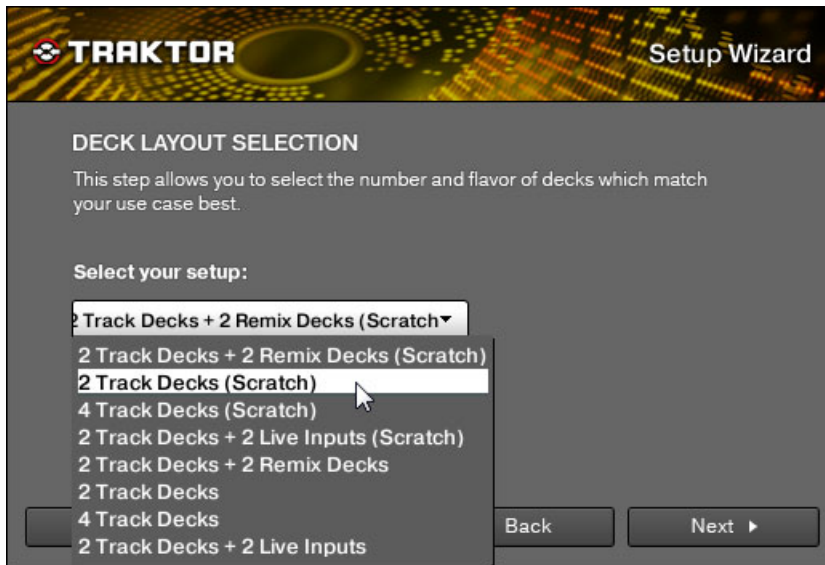 TRAKTOR
Setup Wizard
DECK LAYOUT SELECTION
This step allows you to select the number and flavor of decks which match
your use case best.
Select your setup:
2 Track Decks + 2 Remix Decks (Scratch
2 Track Decks + 2 Remix Decks (Scratch)
2 Track Decks (Scratch)
4 Track Decks (Scratch)
2 Track Decks + 2 Live Inputs (Scratch)
2 Track Decks + 2 Remix Decks
2 Track Decks
4 Track Decks
2 Track Decks + 2 Live Inputs
Back
Next